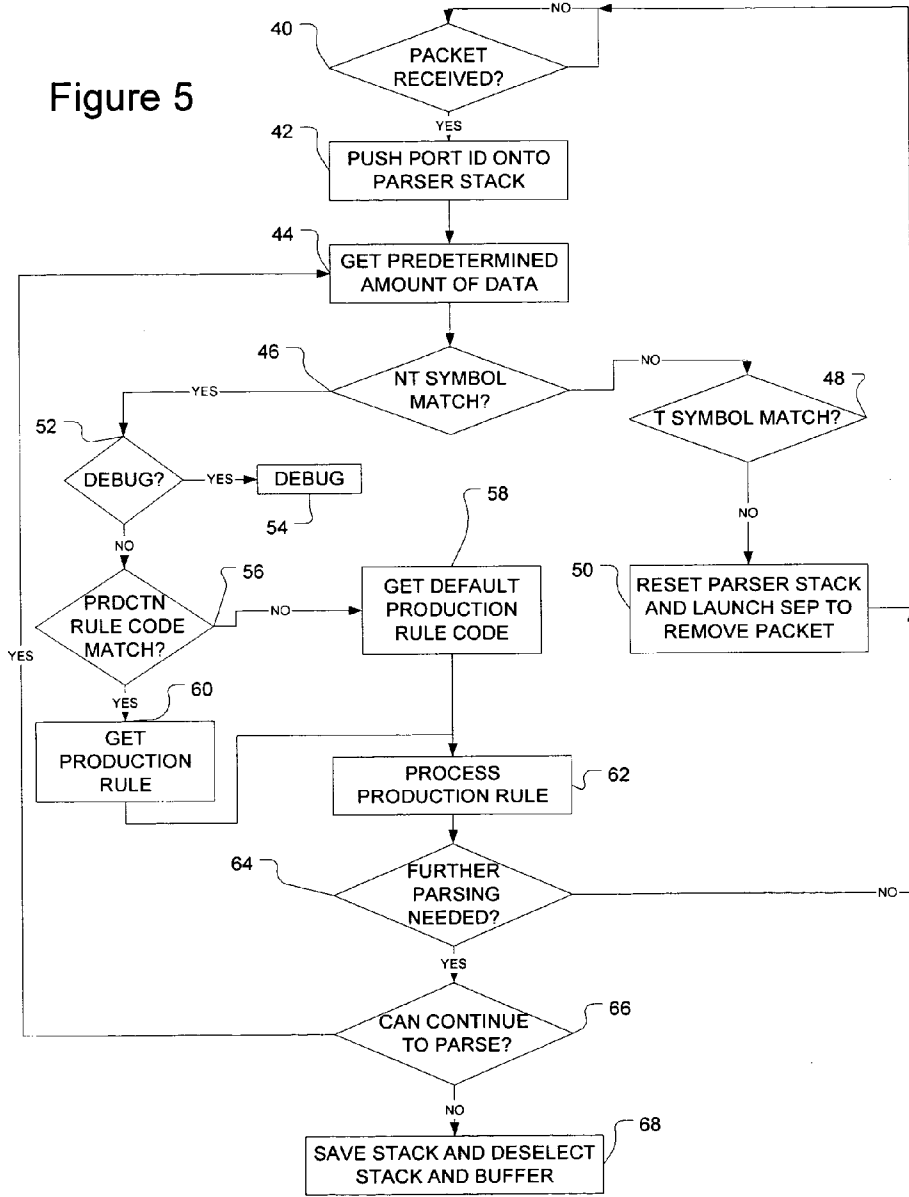 NO
40
PACKET
RECEIVED?
Figure 5
YES
42
PUSH PORT ID ONTO
PARSER STACK
44
GET PREDETERMINED
AMOUNT OF DATA
46
NT SYMBOL
MATCH?
NO
YES
48
T SYMBOL MATCH?
52
DEBUG?
YES
DEBUG
54
NO
NO
58
56
PRDCTN
RULE CODE
MATCH?
NO
GET DEFAULT
PRODUCTION
RULE CODE
50
RESET PARSER STACK
AND LAUNCH SEP TO
REMOVE PACKET
YES
YES
60
GET
PRODUCTION
RULE
PROCESS
PRODUCTION RULE
62
64
FURTHER
PARSING
NEEDED?
NO
YES
CAN CONTINUE
TO PARSE?
66
NO
68
SAVE STACK AND DESELECT
STACK AND BUFFER